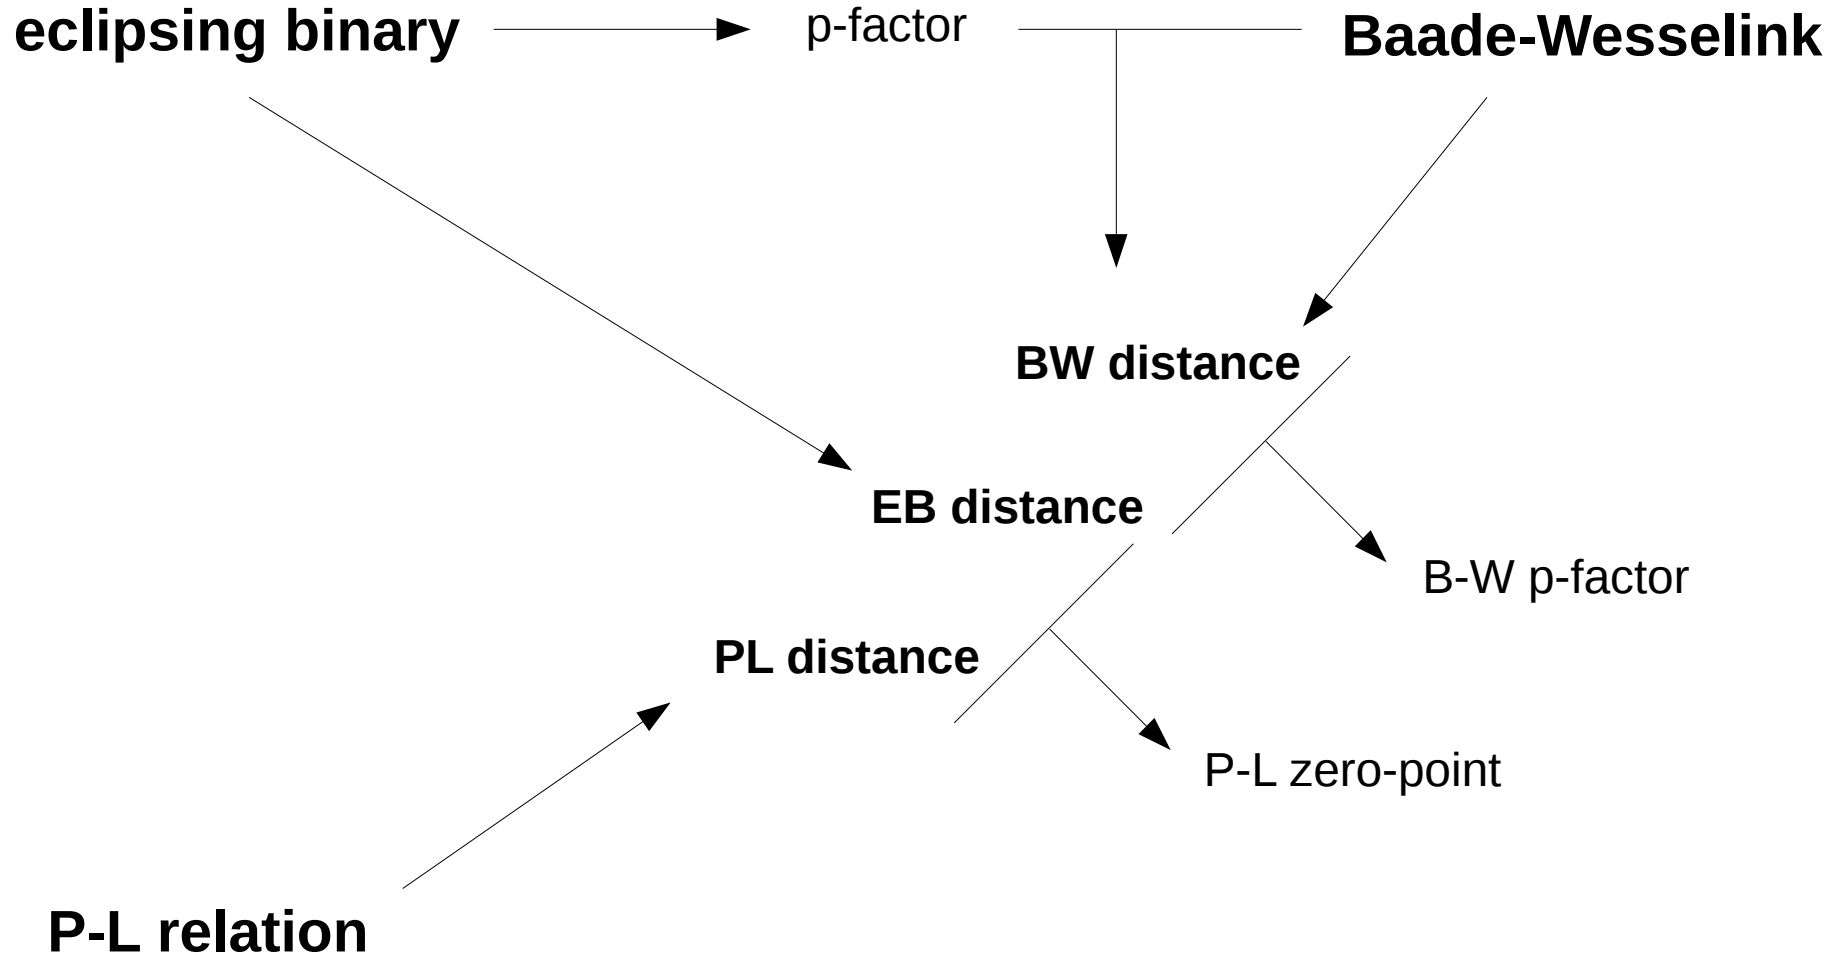 eclipsing binary
p-factor
Baade-Wesselink
BW distance
EB distance
B-W p-factor
PL distance
P-L zero-point
P-L relation